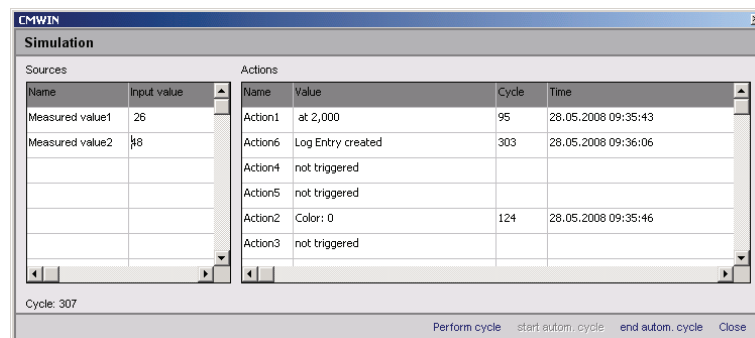 CMWIN
Simulation
Sources Actions
Name Input value Name Value Cycle Time
Measured value1 26 Action1 at 2,000 95 28.05.2008 09:35:43
Measured value2 48 Action6 Log Entry created 303 28.05.2008 09:36:06
Action4 not triggered
Action5 not triggered
Action2 Color: 0 124 28.05.2008 09:35:46
Action3 not triggered
Cycle: 307
Perform cycle start autom. cycle end autom. cycle Close